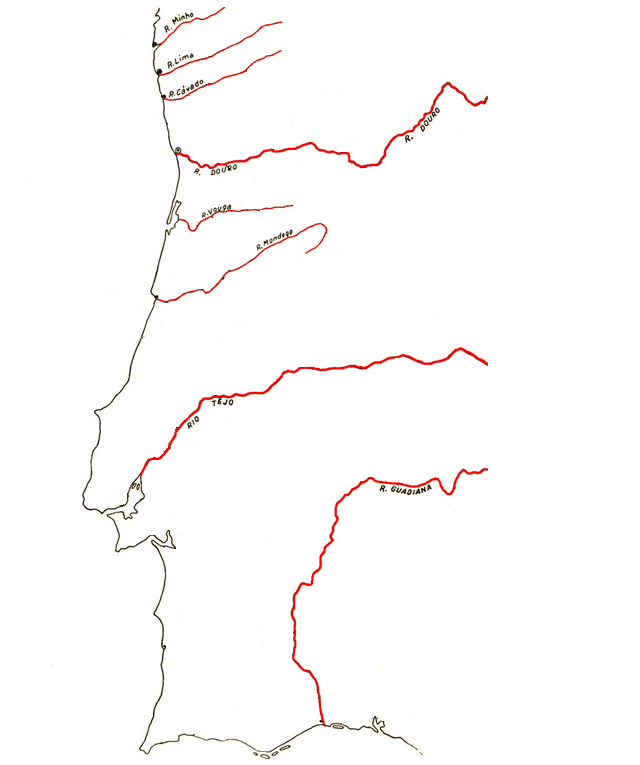 R. Minho
R. Lima
R. Cávado
R. DOURO
R. DOURO
R. Vouga
R. Mondego
RIO TEJO
R. GUADIANA